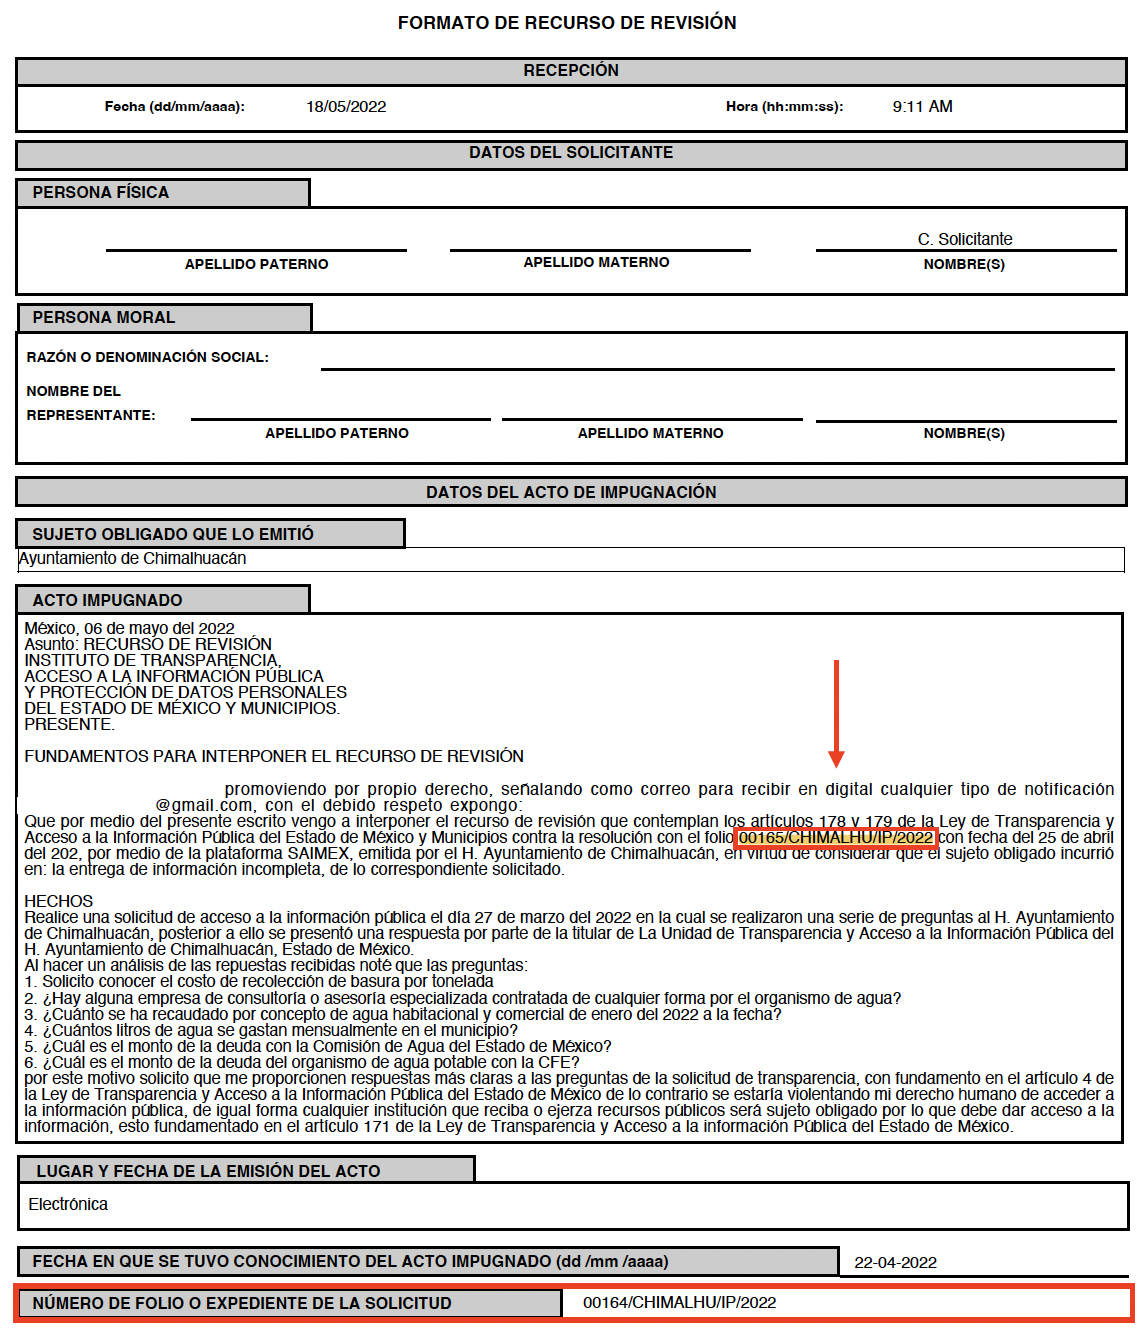 FORMATO DE RECURSO DE REVISIÓN
RECEPCIÓN
Fecha (dd/mm/aaaa): 18/05/2022 Hora (hh:mm:ss): 9:11 AM
DATOS DEL SOLICITANTE
PERSONA FÍSICA
C. Solicitante
APELLIDO PATERNO APELLIDO MATERNO NOMBRE(S)
PERSONA MORAL
RAZÓN O DENOMINACIÓN SOCIAL:
NOMBRE DEL
REPRESENTANTE:
APELLIDO PATERNO APELLIDO MATERNO NOMBRE(S)
DATOS DEL ACTO DE IMPUGNACIÓN
SUJETO OBLIGADO QUE LO EMITIÓ
Ayuntamiento de Chimalhuacán
ACTO IMPUGNADO
México, 06 de mayo del 2022
Asunto: RECURSO DE REVISIÓN
INSTITUTO DE TRANSPARENCIA,
ACCESO A LA INFORMACIÓN PÚBLICA
Y PROTECCIÓN DE DATOS PERSONALES
DEL ESTADO DE MÉXICO Y MUNICIPIOS.
PRESENTE.
FUNDAMENTOS PARA INTERPONER EL RECURSO DE REVISIÓN
promoviendo por propio derecho, señalando como correo para recibir en digital cualquier tipo de notificación
@gmail.com, con el debido respeto expongo:
Que por medio del presente escrito vengo a interponer el recurso de revisión que contemplan los artículos 178 y 179 de la Ley de Transparencia y
Acceso a la Información Pública del Estado de México y Municipios contra la resolución con el folio 00165/CHIMALHU/IP/2022 con fecha del 25 de abril
del 202, por medio de la plataforma SAIMEX, emitida por el H. Ayuntamiento de Chimalhuacán, en virtud de considerar que el sujeto obligado incurrió
en: la entrega de información incompleta, de lo correspondiente solicitado.
HECHOS
Realice una solicitud de acceso a la información pública el día 27 de marzo del 2022 en la cual se realizaron una serie de preguntas al H. Ayuntamiento
de Chimalhuacán, posterior a ello se presentó una respuesta por parte de la titular de La Unidad de Transparencia y Acceso a la Información Pública del
H. Ayuntamiento de Chimalhuacán, Estado de México.
Al hacer un análisis de las repuestas recibidas noté que las preguntas:
1. Solicito conocer el costo de recolección de basura por tonelada
2. ¿Hay alguna empresa de consultoría o asesoría especializada contratada de cualquier forma por el organismo de agua?
3. ¿Cuánto se ha recaudado por concepto de agua habitacional y comercial de enero del 2022 a la fecha?
4. ¿Cuántos litros de agua se gastan mensualmente en el municipio?
5. ¿Cuál es el monto de la deuda con la Comisión de Agua del Estado de México?
6. ¿Cuál es el monto de la deuda del organismo de agua potable con la CFE?
por este motivo solicito que me proporcionen respuestas más claras a las preguntas de la solicitud de transparencia, con fundamento en el artículo 4 de
la Ley de Transparencia y Acceso a la Información Pública del Estado de México de lo contrario se estaría violentando mi derecho humano de acceder a
la información pública, de igual forma cualquier institución que reciba o ejerza recursos públicos será sujeto obligado por lo que debe dar acceso a la
información, esto fundamentado en el artículo 171 de la Ley de Transparencia y Acceso a la información Pública del Estado de México.
LUGAR Y FECHA DE LA EMISIÓN DEL ACTO
Electrónica
FECHA EN QUE SE TUVO CONOCIMIENTO DEL ACTO IMPUGNADO (dd /mm /aaaa) 22-04-2022
NÚMERO DE FOLIO O EXPEDIENTE DE LA SOLICITUD 00164/CHIMALHU/IP/2022